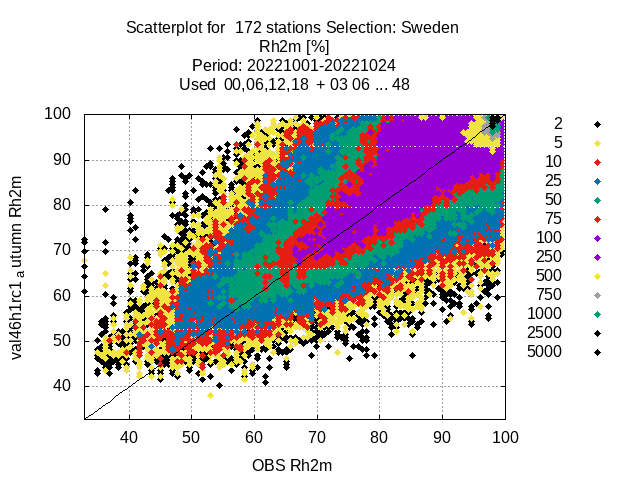 Scatterplot for  172 stations Selection: Sweden
Rh2m [%]
Period: 20221001-20221024
Used  00,06,12,18  + 03 06 ... 48
100
90
80
70
60
50
40
val46h1rc1 a utumn Rh2m
40 50 60 70 80 90 100
OBS Rh2m
2
5
10
25
50
75
100
250
500
750
1000
2500
5000